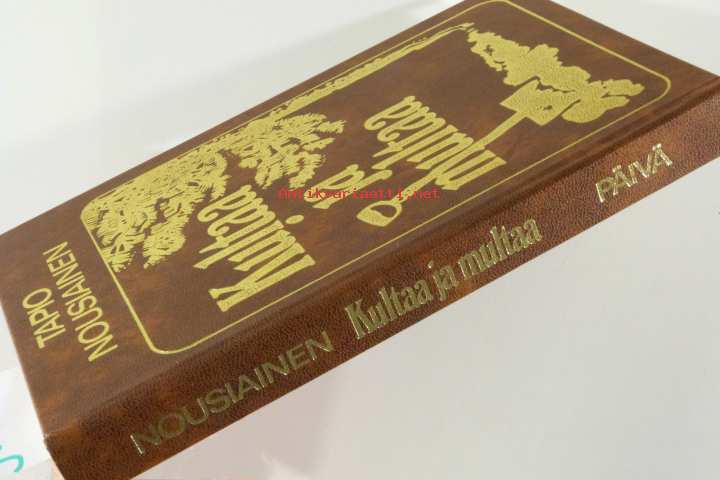 TAPIO
NOUSIAINEN
Kultaa
ja
multaa
NOUSIAINEN Kultaa ja multaa PÄIVÄ
Antikvariaatti.net